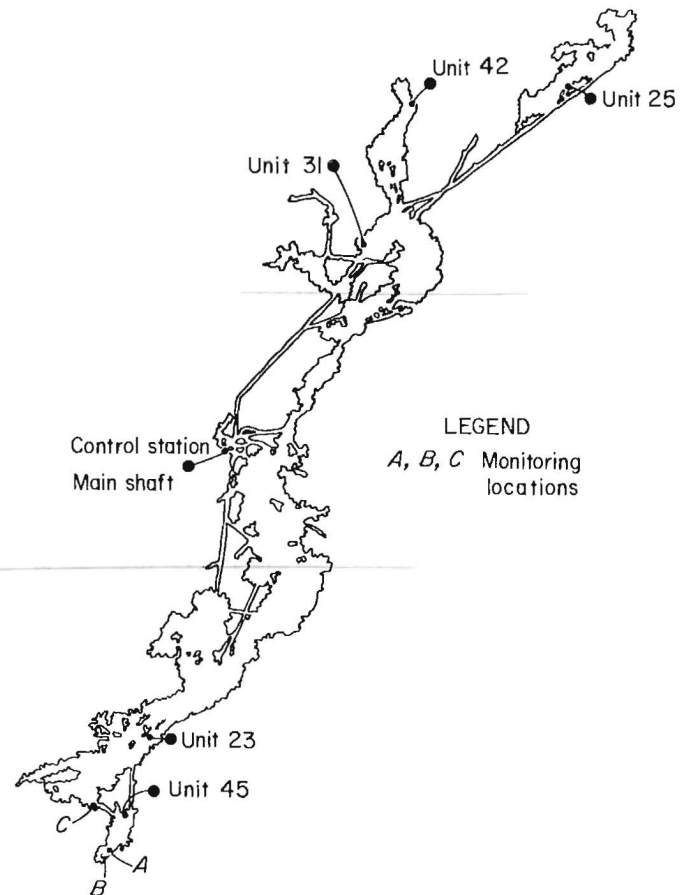 Unit 42
Unit 25
Unit 31
LEGEND
A, B, C Monitoring
locations
Control station
Main shaft
Unit 23
Unit 45
C
A
B